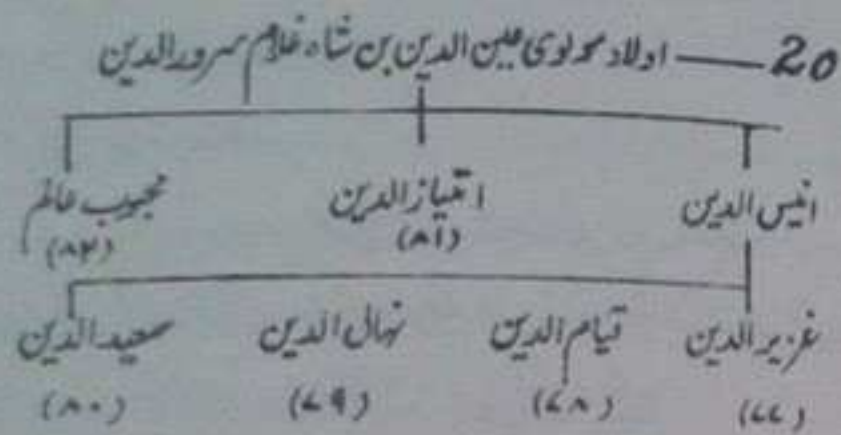 20 — اولاد مولوی معین الدین بن شاہ غلام سرور الدین
انیس الدین امتیاز الدین محبوب عالم
(۸۱) (۸۲)
عزیز الدین قیام الدین نہال الدین سعید الدین
(۷۷) (۷۸) (۷۹) (۸۰)